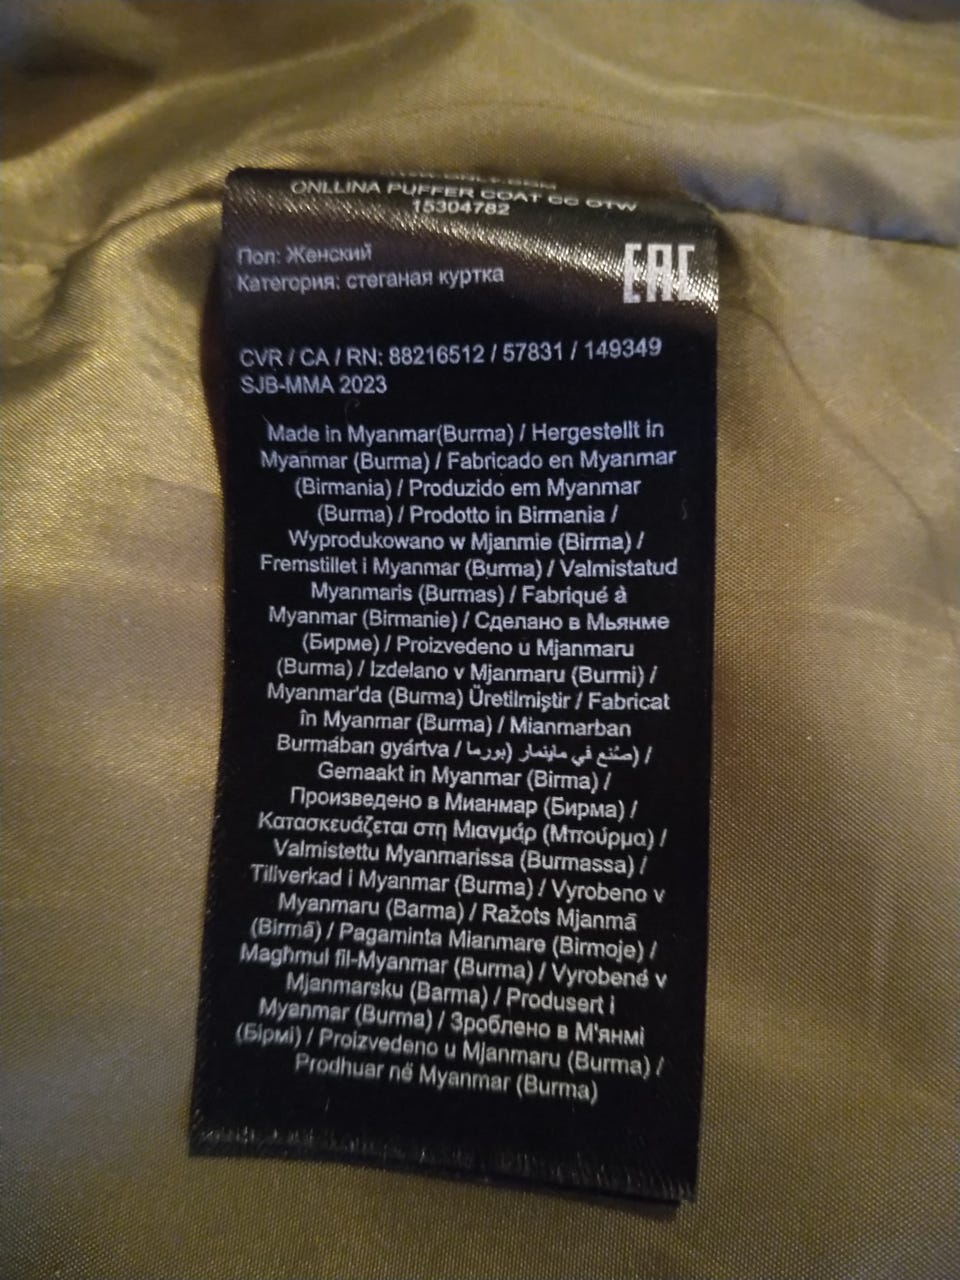 ONLLINA PUFFER COAT CC OTW
15304782
Пол: Женский
Категория: стеганая куртка
EAC
CVR / CA / RN: 88216512 / 57831 / 149349
SJB-MMA 2023
Made in Myanmar(Burma) / Hergestellt in
Myanmar (Burma) / Fabricado en Myanmar
(Birmania) / Produzido em Myanmar
(Burma) / Prodotto in Birmania /
Wyprodukowano w Mjanmie (Birma) /
Fremstillet i Myanmar (Burma) / Valmistatud
Myanmaris (Burmas) / Fabriqué à
Myanmar (Birmanie) / Сделано в Мьянме
(Бирме) / Proizvedeno u Mjanmaru
(Burma) / Izdelano v Mjanmaru (Burmi) /
Myanmar'da (Burma) Üretilmiştir / Fabricat
în Myanmar (Burma) / Mianmarban
Burmában gyártva / صُنع في ماينمار (بورما) /
Gemaakt in Myanmar (Birma) /
Произведено в Мианмар (Бирма) /
Κατασκευάζεται στη Μιανμάρ (Μπούρμα) /
Valmistettu Myanmarissa (Burmassa) /
Tillverkad i Myanmar (Burma) / Vyrobeno v
Myanmaru (Barma) / Ražots Mjanmā
(Birmā) / Pagaminta Mianmare (Birmoje) /
Magħmul fil-Myanmar (Burma) / Vyrobené v
Mjanmarsku (Barma) / Produsert i
Myanmar (Burma) / Зроблено в М'янмі
(Бірмі) / Proizvedeno u Mjanmaru (Burma) /
Prodhuar në Myanmar (Burma)